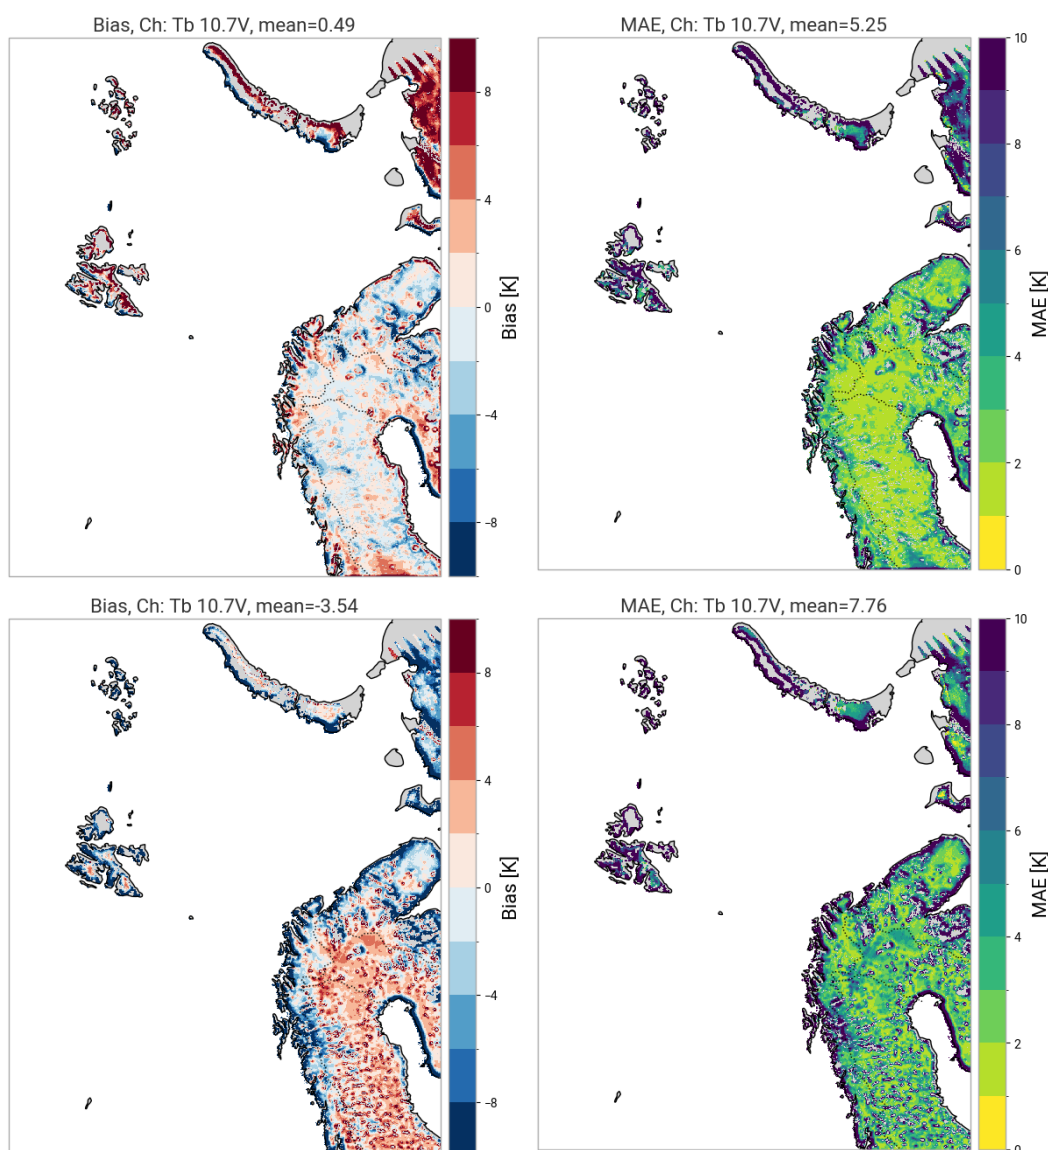 Bias, Ch: Tb 10.7V, mean=0.49
8
4
0
−4
−8
Bias [K]
MAE, Ch: Tb 10.7V, mean=5.25
10
8
6
4
2
0
MAE [K]
Bias, Ch: Tb 10.7V, mean=-3.54
8
4
0
−4
−8
Bias [K]
MAE, Ch: Tb 10.7V, mean=7.76
10
8
6
4
2
0
MAE [K]